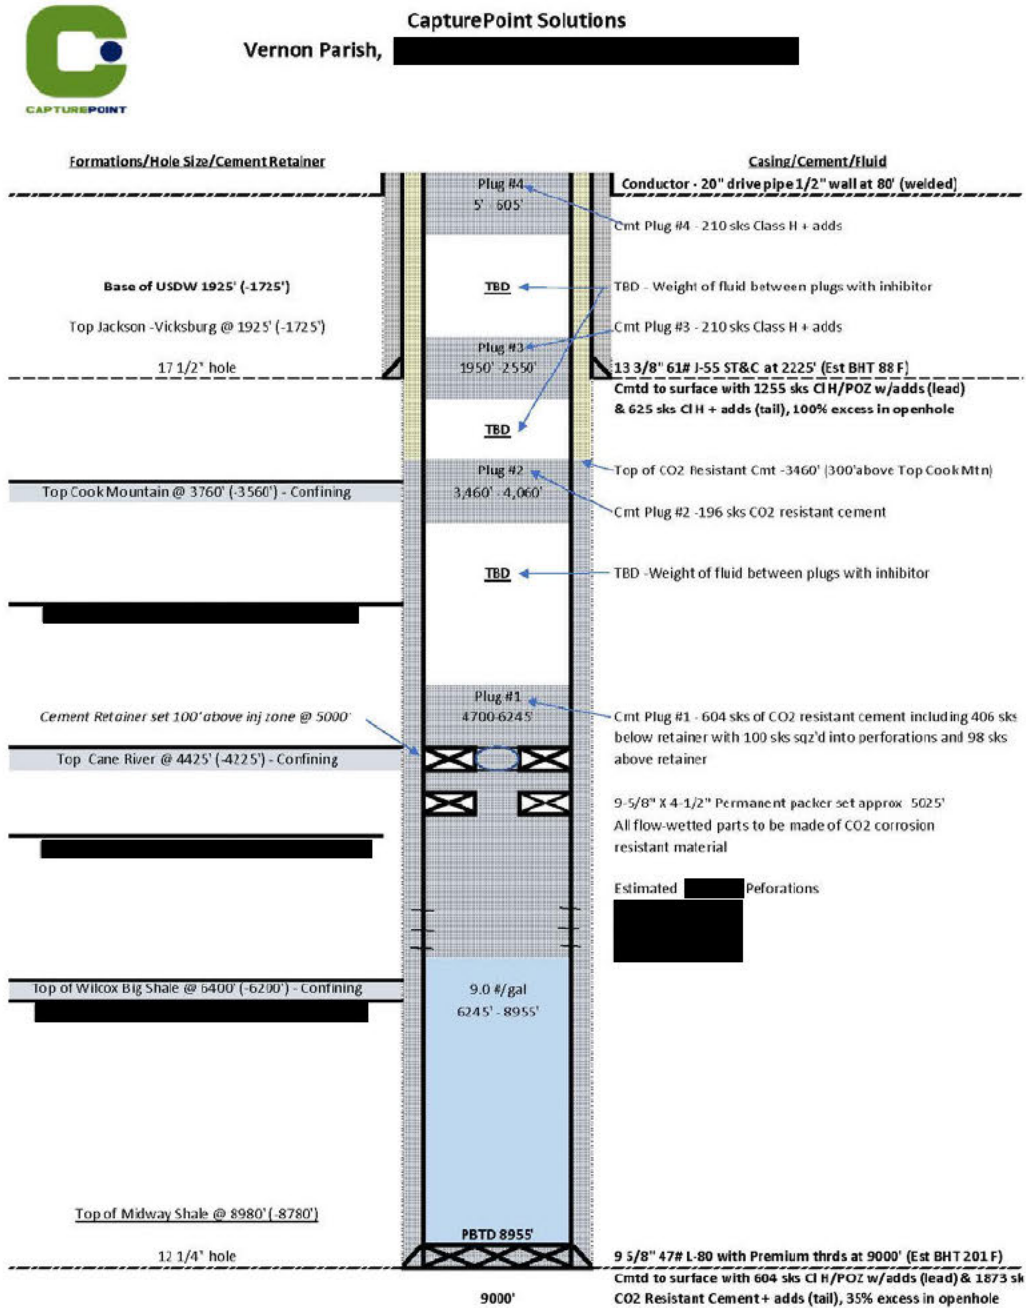 CapturePoint Solutions
Vernon Parish,
CAPTUREPOINT
Formations/Hole Size/Cement Retainer
Casing/Cement/Fluid
Plug #4
5' - 605'
Conductor - 20" drive pipe 1/2" wall at 80' (welded)
Cmt Plug #4 - 210 sks Class H + adds
Base of USDW 1925' (-1725')
TBD
TBD - Weight of fluid between plugs with inhibitor
Top Jackson -Vicksburg @ 1925' (-1725')
Cmt Plug #3 - 210 sks Class H + adds
Plug #3
1950' -2550'
17 1/2" hole
13 3/8" 61# J-55 ST&C at 2225' (Est BHT 88 F)
Cmtd to surface with 1255 sks Cl H/POZ w/adds (lead)
& 625 sks Cl H + adds (tail), 100% excess in openhole
TBD
Plug #2
3,460' - 4,060'
Top of CO2 Resistant Cmt -3460' (300'above Top Cook Mtn)
Top Cook Mountain @ 3760' (-3560') - Confining
Cmt Plug #2 -196 sks CO2 resistant cement
TBD
TBD -Weight of fluid between plugs with inhibitor
Plug #1
4700-6245'
Cement Retainer set 100' above inj zone @ 5000'
Cmt Plug #1 - 604 sks of CO2 resistant cement including 406 sks
below retainer with 100 sks sqz'd into perforations and 98 sks
above retainer
Top Cane River @ 4425' (-4225') - Confining
9-5/8" X 4-1/2" Permanent packer set approx 5025'
All flow-wetted parts to be made of CO2 corrosion
resistant material
Estimated Peforations
Top of Wilcox Big Shale @ 6400' (-6200') - Confining
9.0 #/gal
6245' - 8955'
Top of Midway Shale @ 8980' (-8780')
PBTD 8955'
12 1/4" hole
9 5/8" 47# L-80 with Premium thrds at 9000' (Est BHT 201 F)
Cmtd to surface with 604 sks Cl H/POZ w/adds (lead) & 1873 sk
CO2 Resistant Cement + adds (tail), 35% excess in openhole
9000'